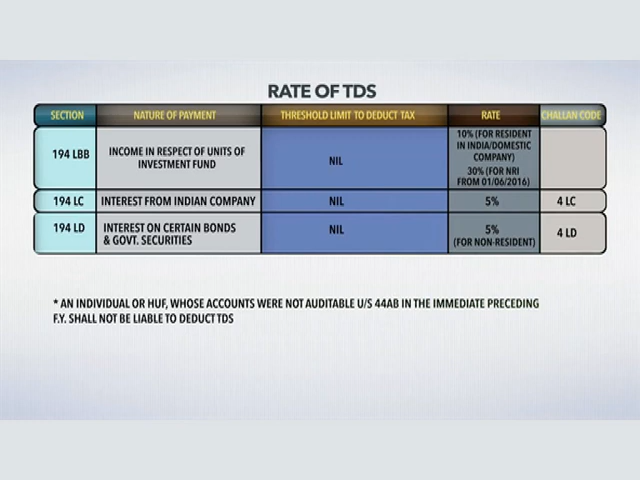 RATE OF TDS
SECTION NATURE OF PAYMENT THRESHOLD LIMIT TO DEDUCT TAX RATE CHALLAN CODE
194 LBB INCOME IN RESPECT OF UNITS OF INVESTMENT FUND NIL 10% (FOR RESIDENT IN INDIA/DOMESTIC COMPANY) 30% (FOR NRI FROM 01/06/2016)
194 LC INTEREST FROM INDIAN COMPANY NIL 5% 4 LC
194 LD INTEREST ON CERTAIN BONDS & GOVT. SECURITIES NIL 5% (FOR NON-RESIDENT) 4 LD
* AN INDIVIDUAL OR HUF, WHOSE ACCOUNTS WERE NOT AUDITABLE U/S 44AB IN THE IMMEDIATE PRECEDING
F.Y. SHALL NOT BE LIABLE TO DEDUCT TDS